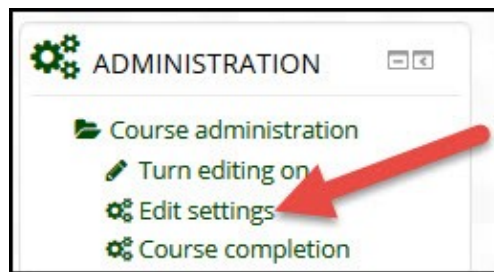 ADMINISTRATION
Course administration
Turn editing on
Edit settings
Course completion